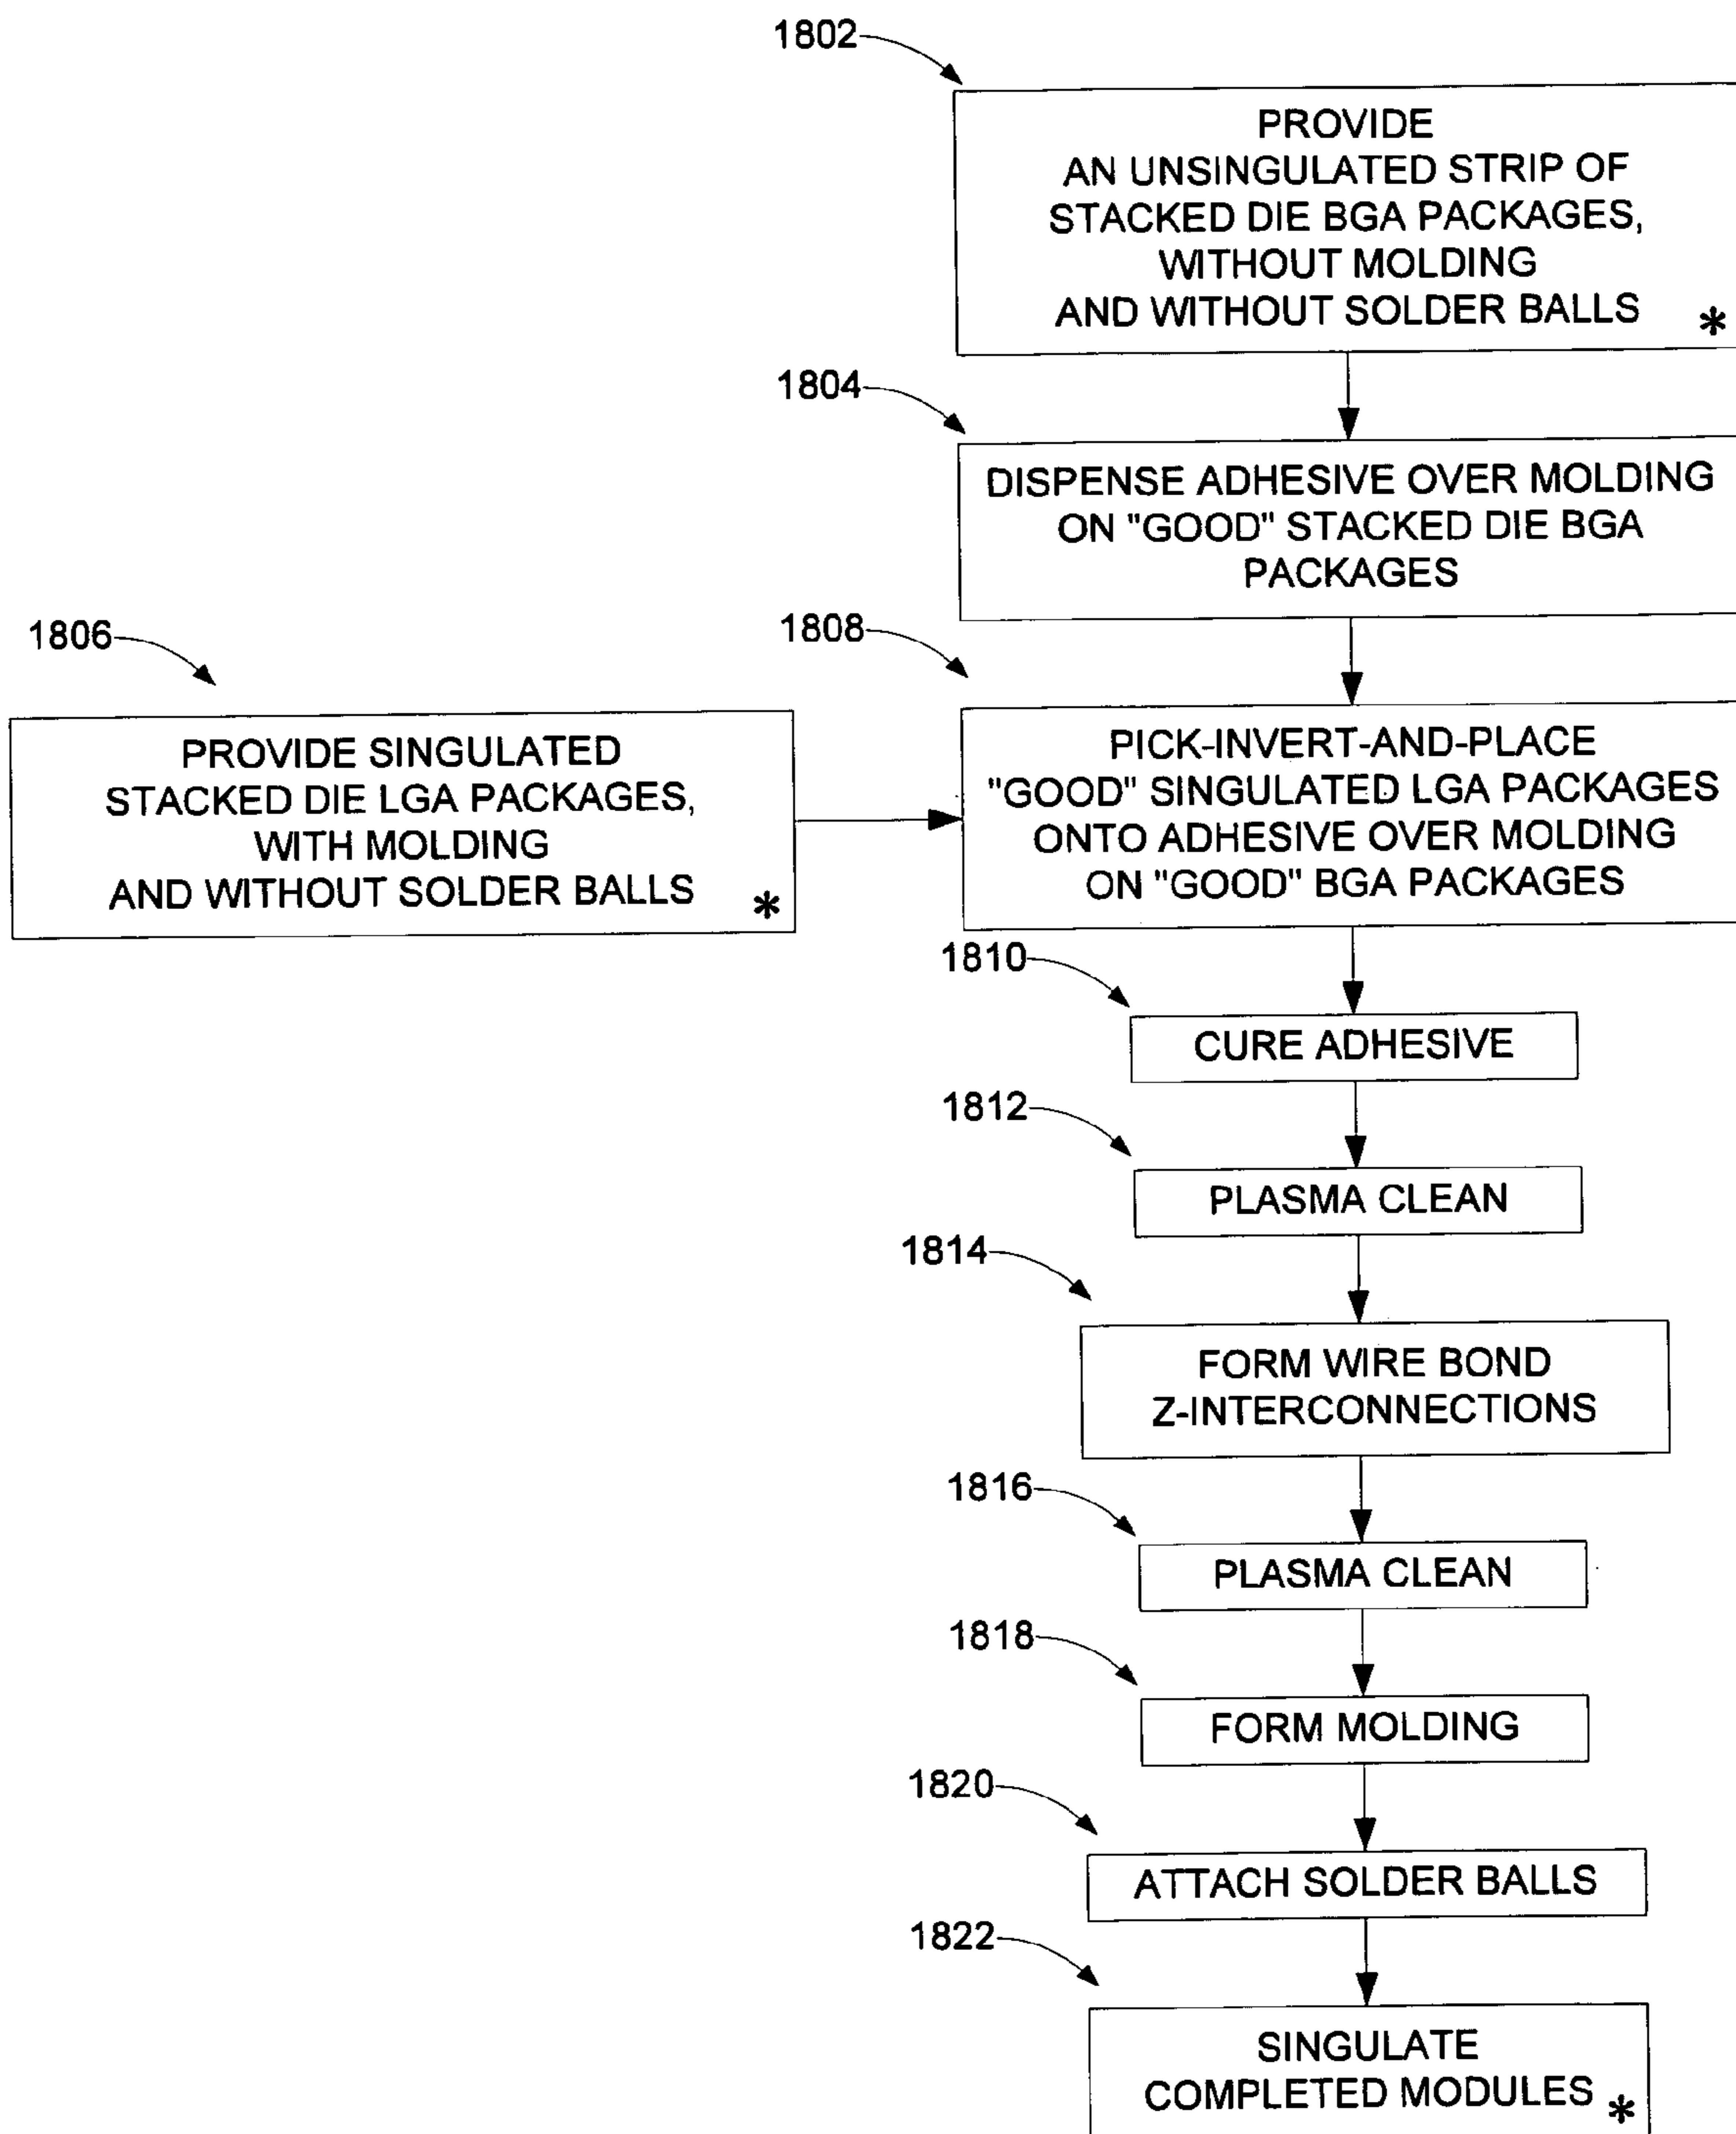 1802
PROVIDE
AN UNSINGULATED STRIP OF
STACKED DIE BGA PACKAGES,
WITHOUT MOLDING
AND WITHOUT SOLDER BALLS *
1804
DISPENSE ADHESIVE OVER MOLDING
ON "GOOD" STACKED DIE BGA
PACKAGES
1806
PROVIDE SINGULATED
STACKED DIE LGA PACKAGES,
WITH MOLDING
AND WITHOUT SOLDER BALLS *
1808
PICK-INVERT-AND-PLACE
"GOOD" SINGULATED LGA PACKAGES
ONTO ADHESIVE OVER MOLDING
ON "GOOD" BGA PACKAGES
1810
CURE ADHESIVE
1812
PLASMA CLEAN
1814
FORM WIRE BOND
Z-INTERCONNECTIONS
1816
PLASMA CLEAN
1818
FORM MOLDING
1820
ATTACH SOLDER BALLS
1822
SINGULATE
COMPLETED MODULES *